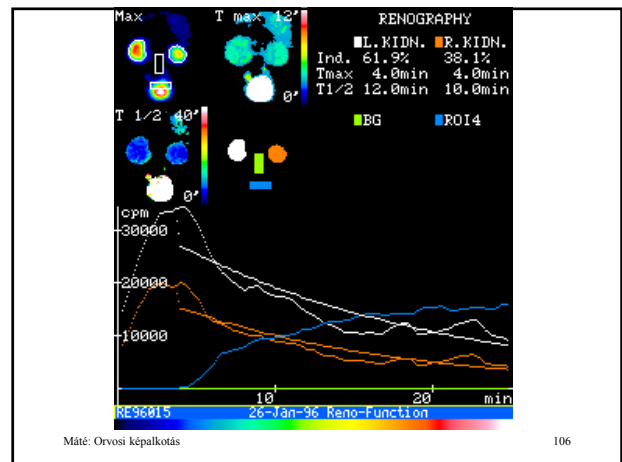 Max
T max 12'
0'
RENOGRAPHY
L.KIDN. R.KIDN.
Ind. 61.9% 38.1%
Tmax 4.0min 4.0min
T1/2 12.0min 10.0min
BG ROI4
T 1/2 40'
0'
cpm
30000
20000
10000
10' 20' min
RE96015 26-Jan-96 Reno-Function
Máté: Orvosi képalkotás 106